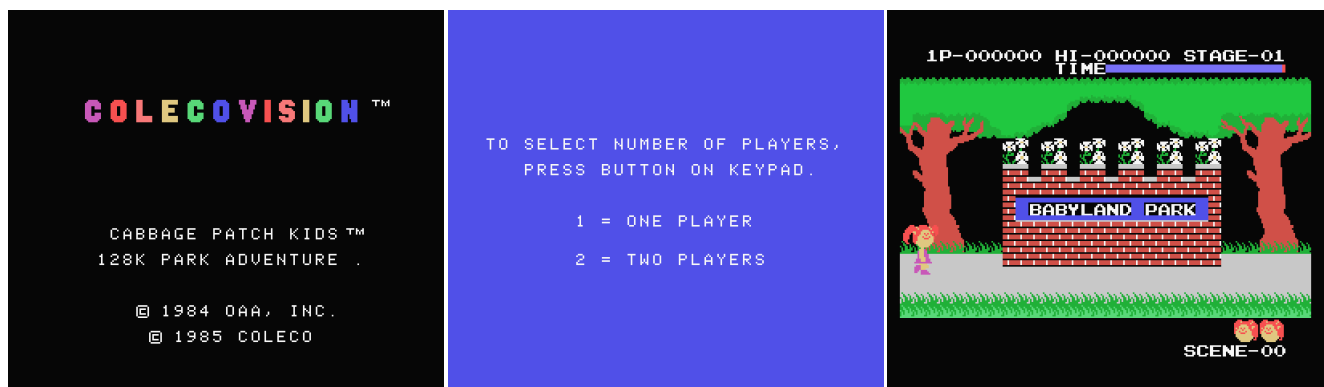 COLECOVISION™
CABBAGE PATCH KIDS™
128K PARK ADVENTURE .
© 1984 OAA, INC.
© 1985 COLECO
TO SELECT NUMBER OF PLAYERS,
PRESS BUTTON ON KEYPAD.
1 = ONE PLAYER
2 = TWO PLAYERS
1P-000000 HI-000000 STAGE-01
TIME
BABYLAND PARK
SCENE-00